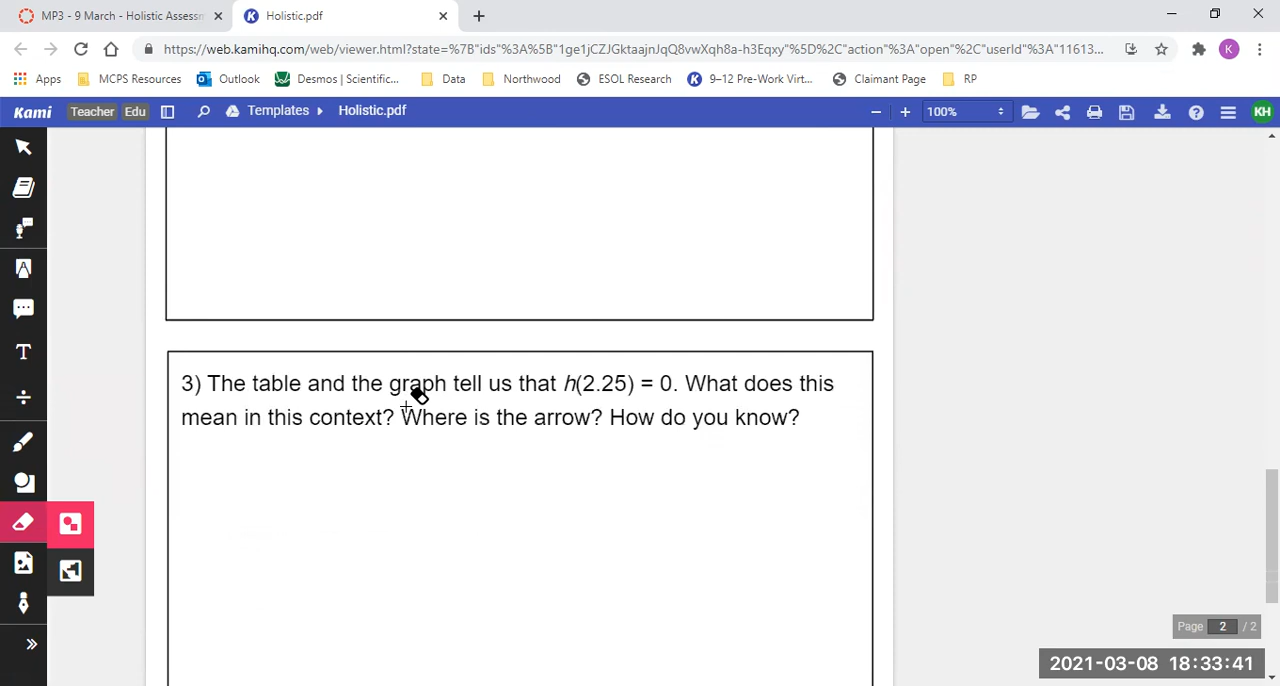 MP3 - 9 March - Holistic Assessm
Holistic.pdf
https://web.kamihq.com/web/viewer.html?state=%7B"ids"%3A%5B"1ge1jCZJGktaajnJqQ8vwXqh8a-h3Eqxy"%5D%2C"action"%3A"open"%2C"userId"%3A"11613...
K
Apps MCPS Resources Outlook Desmos | Scientific... Data Northwood ESOL Research 9–12 Pre-Work Virt... Claimant Page RP
Kami Teacher Edu Templates Holistic.pdf 100% KH
3) The table and the graph tell us that h(2.25) = 0. What does this
mean in this context? Where is the arrow? How do you know?
Page 2 / 2
2021-03-08 18:33:41